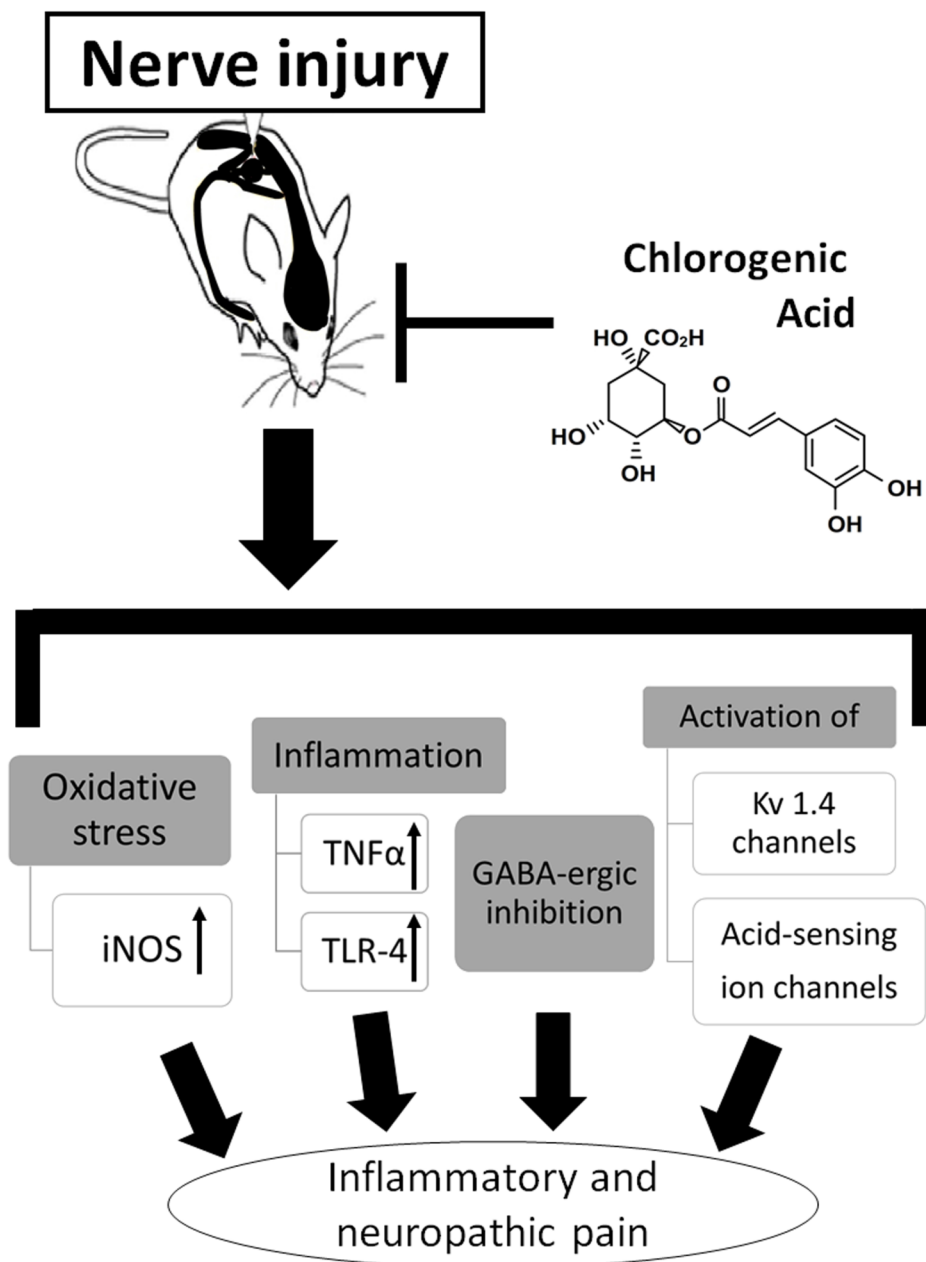 Nerve injury
Chlorogenic
Acid
HO
CO₂H
O
HO
O
OH
OH
OH
Oxidative
stress
iNOS
Inflammation
TNFα
TLR-4
GABA-ergic
inhibition
Activation of
Kv 1.4
channels
Acid-sensing
ion channels
Inflammatory and
neuropathic pain